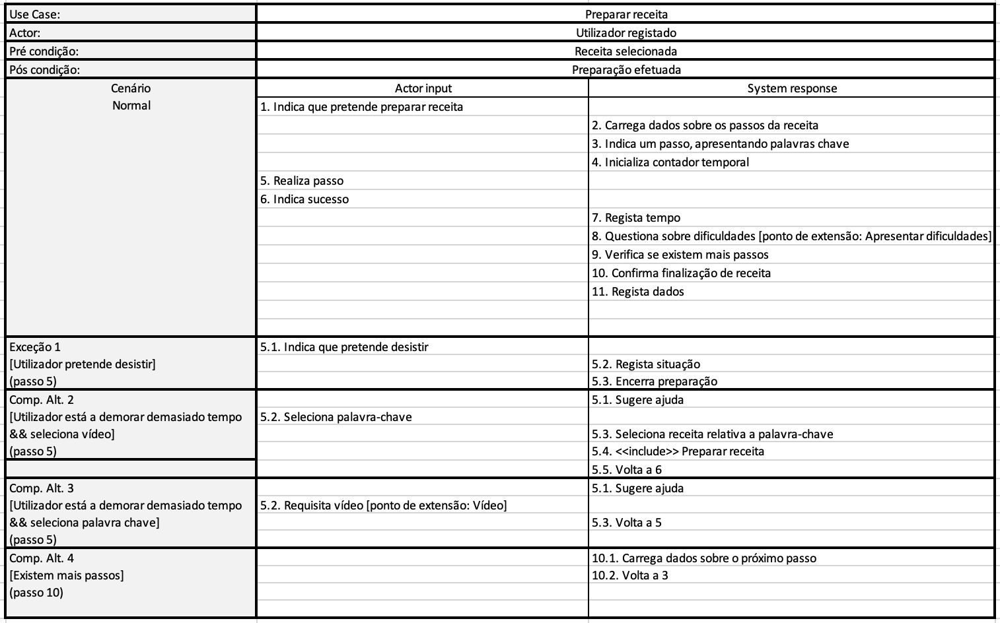 Use Case:
Preparar receita
Actor:
Utilizador registado
Pré condição:
Receita selecionada
Pós condição:
Preparação efetuada
Cenário
Normal
Actor input
System response
1. Indica que pretende preparar receita
2. Carrega dados sobre os passos da receita
3. Indica um passo, apresentando palavras chave
4. Inicializa contador temporal
5. Realiza passo
6. Indica sucesso
7. Regista tempo
8. Questiona sobre dificuldades [ponto de extensão: Apresentar dificuldades]
9. Verifica se existem mais passos
10. Confirma finalização de receita
11. Regista dados
Exceção 1
[Utilizador pretende desistir]
(passo 5)
5.1. Indica que pretende desistir
5.2. Regista situação
5.3. Encerra preparação
Comp. Alt. 2
[Utilizador está a demorar demasiado tempo
&& seleciona vídeo]
(passo 5)
5.1. Sugere ajuda
5.2. Seleciona palavra-chave
5.3. Seleciona receita relativa a palavra-chave
5.4. <<include>> Preparar receita
5.5. Volta a 6
Comp. Alt. 3
[Utilizador está a demorar demasiado tempo
&& seleciona palavra chave]
(passo 5)
5.1. Sugere ajuda
5.2. Requisita vídeo [ponto de extensão: Vídeo]
5.3. Volta a 5
Comp. Alt. 4
[Existem mais passos]
(passo 10)
10.1. Carrega dados sobre o próximo passo
10.2. Volta a 3